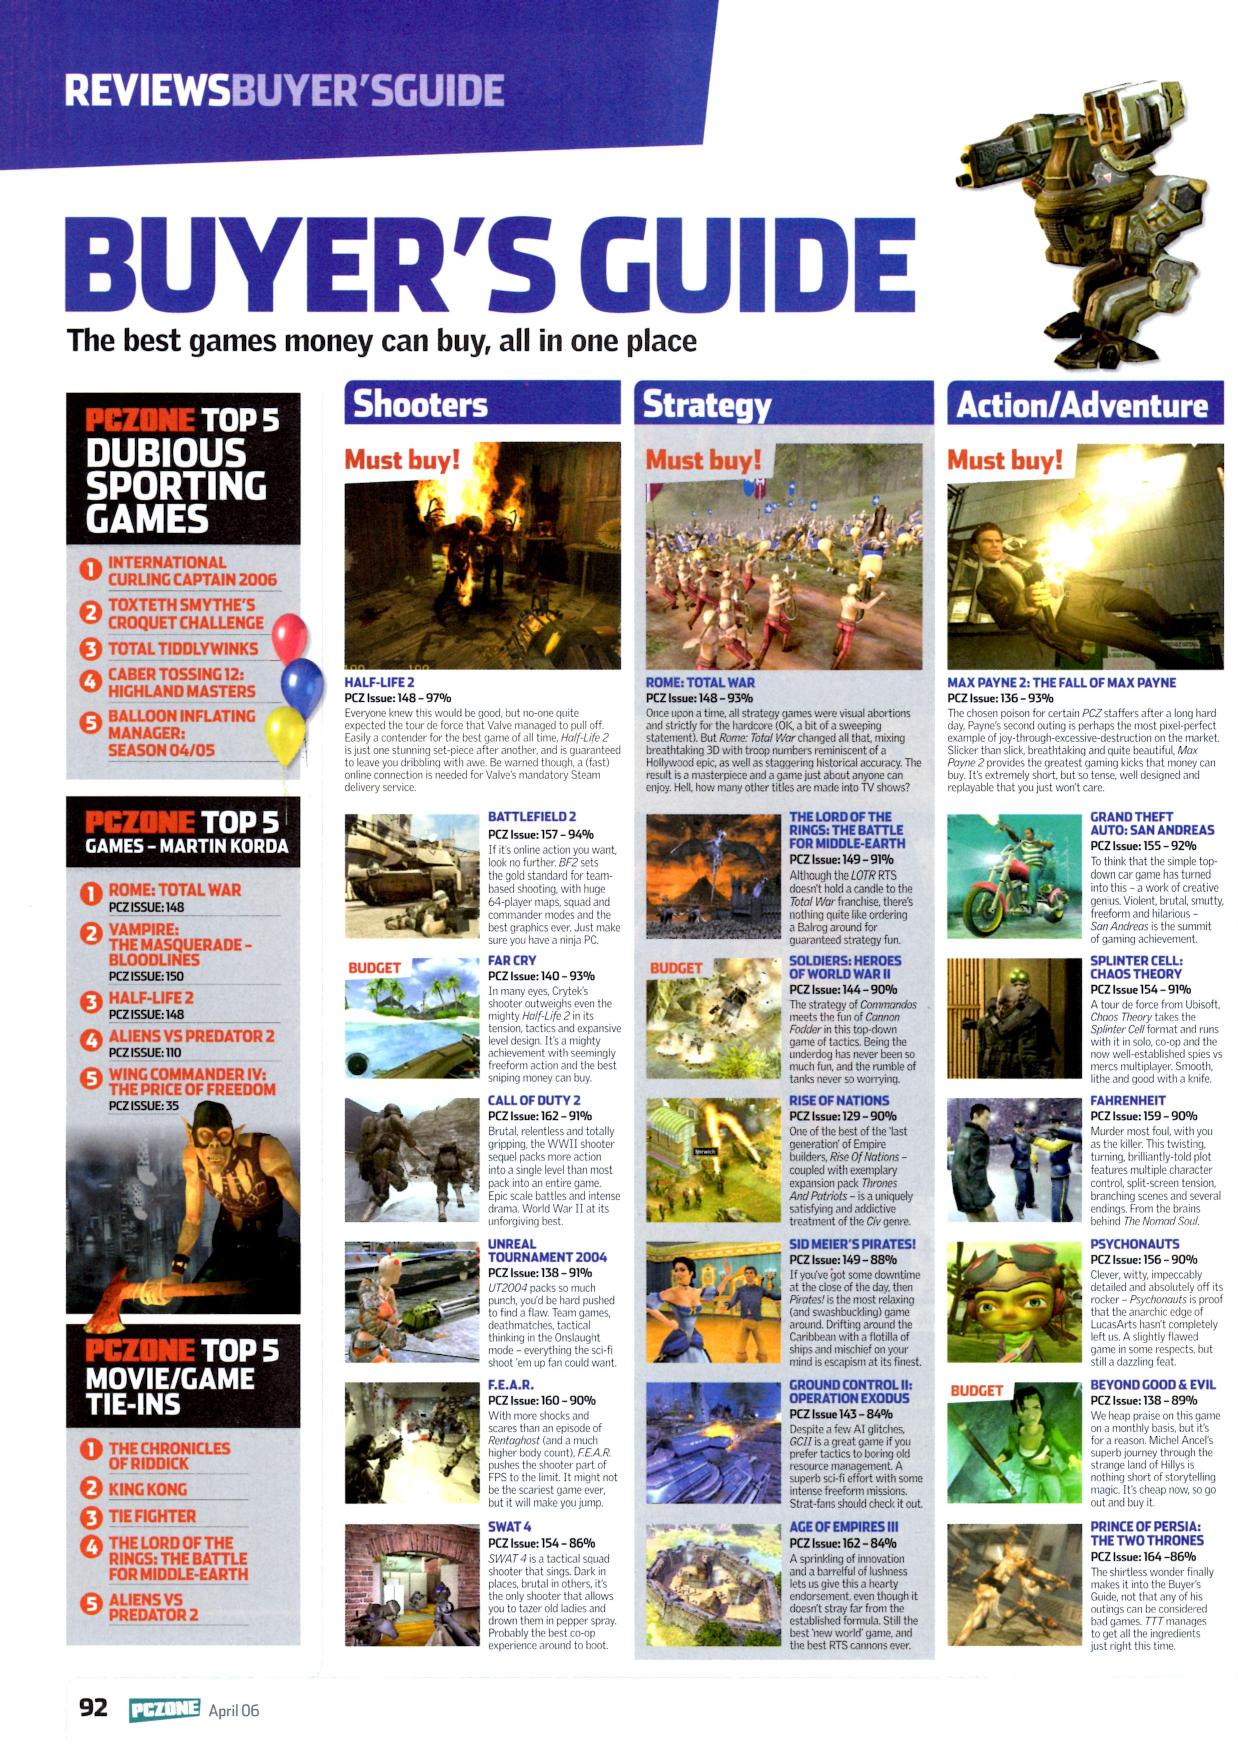 REVIEWSBUYER'SGUIDE
BUYER'S GUIDE
The best games money can buy, all in one place
PCZONE TOP 5
DUBIOUS
SPORTING
GAMES
1 INTERNATIONAL
CURLING CAPTAIN 2006
2 TOXTETH SMYTHE'S
CROQUET CHALLENGE
3 TOTAL TIDDLYWINKS
4 CABER TOSSING 12:
HIGHLAND MASTERS
5 BALLOON INFLATING
MANAGER:
SEASON 04/05
PCZONE TOP 5
GAMES – MARTIN KORDA
1 ROME: TOTAL WAR
PCZ ISSUE: 148
2 VAMPIRE:
THE MASQUERADE –
BLOODLINES
PCZ ISSUE: 150
3 HALF-LIFE 2
PCZ ISSUE: 148
4 ALIENS VS PREDATOR 2
PCZ ISSUE: 110
5 WING COMMANDER IV:
THE PRICE OF FREEDOM
PCZ ISSUE: 35
PCZONE TOP 5
MOVIE/GAME
TIE-INS
1 THE CHRONICLES
OF RIDDICK
2 KING KONG
3 TIE FIGHTER
4 THE LORD OF THE
RINGS: THE BATTLE
FOR MIDDLE-EARTH
5 ALIENS VS
PREDATOR 2
Shooters
Must buy!
HALF-LIFE 2
PCZ Issue: 148 – 97%
Everyone knew this would be good, but no-one quite
expected the tour de force that Valve managed to pull off.
Easily a contender for the best game of all time, Half-Life 2
is just one stunning set-piece after another, and is guaranteed
to leave you dribbling with awe. Be warned though, a (fast)
online connection is needed for Valve's mandatory Steam
delivery service.
BATTLEFIELD 2
PCZ Issue: 157 – 94%
If it's online action you want,
look no further. BF2 sets
the gold standard for team-
based shooting, with huge
64-player maps, squad and
commander modes and the
best graphics ever. Just make
sure you have a ninja PC.
BUDGET
FAR CRY
PCZ Issue: 140 – 93%
In many eyes, Crytek's
shooter outweighs even the
mighty Half-Life 2 in its
tension, tactics and expansive
level design. It's a mighty
achievement with seemingly
freeform action and the best
sniping money can buy.
CALL OF DUTY 2
PCZ Issue: 162 – 91%
Brutal, relentless and totally
gripping, the WWII shooter
sequel packs more action
into a single level than most
pack into an entire game.
Epic scale battles and intense
drama. World War II at its
unforgiving best.
UNREAL
TOURNAMENT 2004
PCZ Issue: 138 – 91%
UT2004 packs so much
punch, you'd be hard pushed
to find a flaw. Team games,
deathmatches, tactical
thinking in the Onslaught
mode – everything the sci-fi
shoot 'em up fan could want.
F.E.A.R.
PCZ Issue: 160 – 90%
With more shocks and
scares than an episode of
Rentaghost (and a much
higher body count), F.E.A.R.
pushes the shooter part of
FPS to the limit. It might not
be the scariest game ever,
but it will make you jump.
SWAT 4
PCZ Issue: 154 – 86%
SWAT 4 is a tactical squad
shooter that sings. Dark in
places, brutal in others, it's
the only shooter that allows
you to tazer old ladies and
drown them in pepper spray.
Probably the best co-op
experience around to boot.
Strategy
Must buy!
ROME: TOTAL WAR
PCZ Issue: 148 – 93%
Once upon a time, all strategy games were visual abortions
and strictly for the hardcore (OK, a bit of a sweeping
statement). But Rome: Total War changed all that, mixing
breathtaking 3D with troop numbers reminiscent of a
Hollywood epic, as well as staggering historical accuracy. The
result is a masterpiece and a game just about anyone can
enjoy. Hell, how many other titles are made into TV shows?
THE LORD OF THE
RINGS: THE BATTLE
FOR MIDDLE-EARTH
PCZ Issue: 149 – 91%
Although the LOTR RTS
doesn't hold a candle to the
Total War franchise, there's
nothing quite like ordering
a Balrog around for
guaranteed strategy fun.
BUDGET
SOLDIERS: HEROES
OF WORLD WAR II
PCZ Issue: 144 – 90%
The strategy of Commandos
meets the fun of Cannon
Fodder in this top-down
game of tactics. Being the
underdog has never been so
much fun, and the rumble of
tanks never so worrying.
Norwich
RISE OF NATIONS
PCZ Issue: 129 – 90%
One of the best of the 'last
generation' of Empire
builders, Rise Of Nations –
coupled with exemplary
expansion pack Thrones
And Patriots – is a uniquely
satisfying and addictive
treatment of the Civ genre.
SID MEIER'S PIRATES!
PCZ Issue: 149 – 88%
If you've got some downtime
at the close of the day, then
Pirates! is the most relaxing
(and swashbuckling) game
around. Drifting around the
Caribbean with a flotilla of
ships and mischief on your
mind is escapism at its finest.
GROUND CONTROL II:
OPERATION EXODUS
PCZ Issue 143 – 84%
Despite a few AI glitches,
GCII is a great game if you
prefer tactics to boring old
resource management. A
superb sci-fi effort with some
intense freeform missions.
Strat-fans should check it out.
AGE OF EMPIRES III
PCZ Issue: 162 – 84%
A sprinkling of innovation
and a barrelful of lushness
lets us give this a hearty
endorsement, even though it
doesn't stray far from the
established formula. Still the
best 'new world' game, and
the best RTS cannons ever.
Action/Adventure
Must buy!
MAX PAYNE 2: THE FALL OF MAX PAYNE
PCZ Issue: 136 – 93%
The chosen poison for certain PCZ staffers after a long hard
day, Payne's second outing is perhaps the most pixel-perfect
example of joy-through-excessive-destruction on the market.
Slicker than slick, breathtaking and quite beautiful, Max
Payne 2 provides the greatest gaming kicks that money can
buy. It's extremely short, but so tense, well designed and
replayable that you just won't care.
GRAND THEFT
AUTO: SAN ANDREAS
PCZ Issue: 155 – 92%
To think that the simple top-
down car game has turned
into this – a work of creative
genius. Violent, brutal, smutty,
freeform and hilarious –
San Andreas is the summit
of gaming achievement.
SPLINTER CELL:
CHAOS THEORY
PCZ Issue 154 – 91%
A tour de force from Ubisoft,
Chaos Theory takes the
Splinter Cell format and runs
with it in solo, co-op and the
now well-established spies vs
mercs multiplayer. Smooth,
lithe and good with a knife.
FAHRENHEIT
PCZ Issue: 159 – 90%
Murder most foul, with you
as the killer. This twisting,
turning, brilliantly-told plot
features multiple character
control, split-screen tension,
branching scenes and several
endings. From the brains
behind The Nomad Soul.
PSYCHONAUTS
PCZ Issue: 156 – 90%
Clever, witty, impeccably
detailed and absolutely off its
rocker – Psychonauts is proof
that the anarchic edge of
LucasArts hasn't completely
left us. A slightly flawed
game in some respects, but
still a dazzling feat.
BUDGET
BEYOND GOOD & EVIL
PCZ Issue: 138 – 89%
We heap praise on this game
on a monthly basis, but it's
for a reason. Michel Ancel's
superb journey through the
strange land of Hillys is
nothing short of storytelling
magic. It's cheap now, so go
out and buy it.
PRINCE OF PERSIA:
THE TWO THRONES
PCZ Issue: 164 –86%
The shirtless wonder finally
makes it into the Buyer's
Guide, not that any of his
outings can be considered
bad games. TTT manages
to get all the ingredients
just right this time.
92 PCZONE April 06